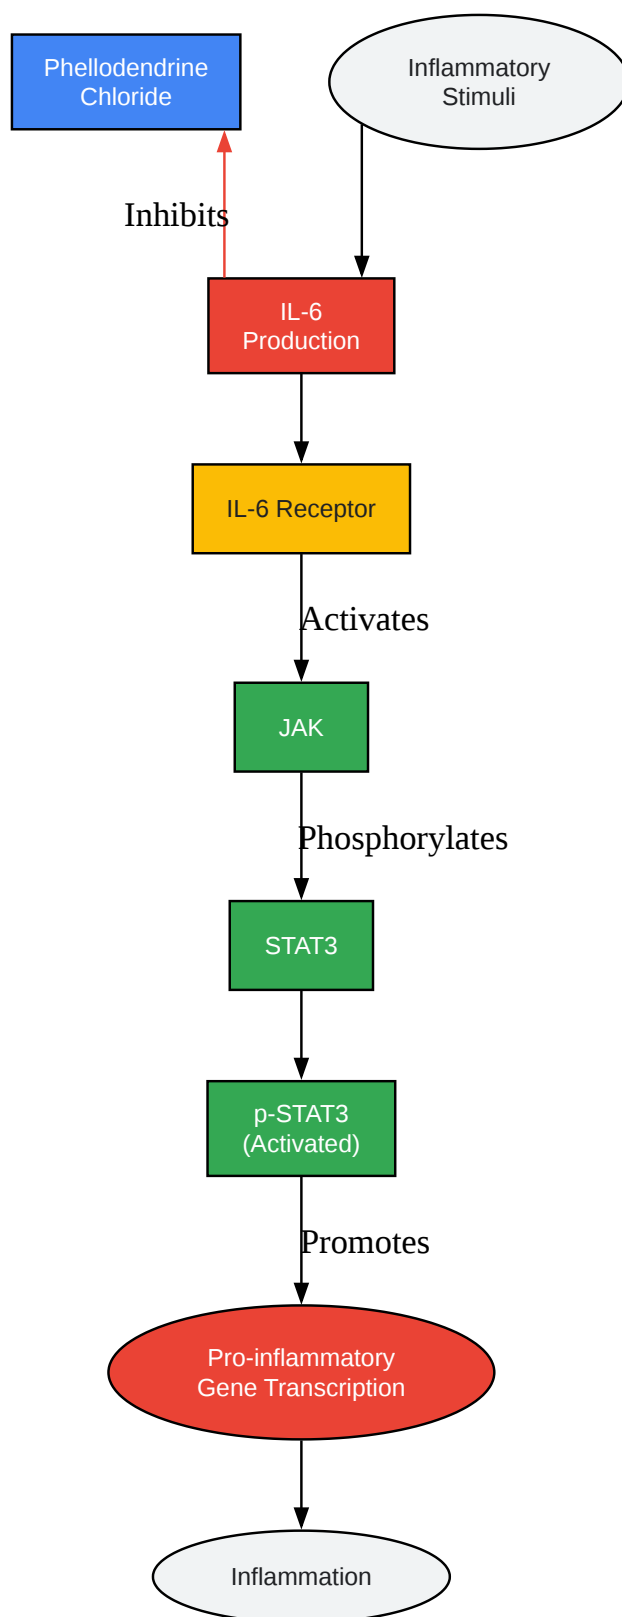 Phellodendrine
Chloride
Inflammatory
Stimuli
Inhibits
IL-6
Production
IL-6 Receptor
Activates
JAK
Phosphorylates
STAT3
p-STAT3
(Activated)
Promotes
Pro-inflammatory
Gene Transcription
Inflammation